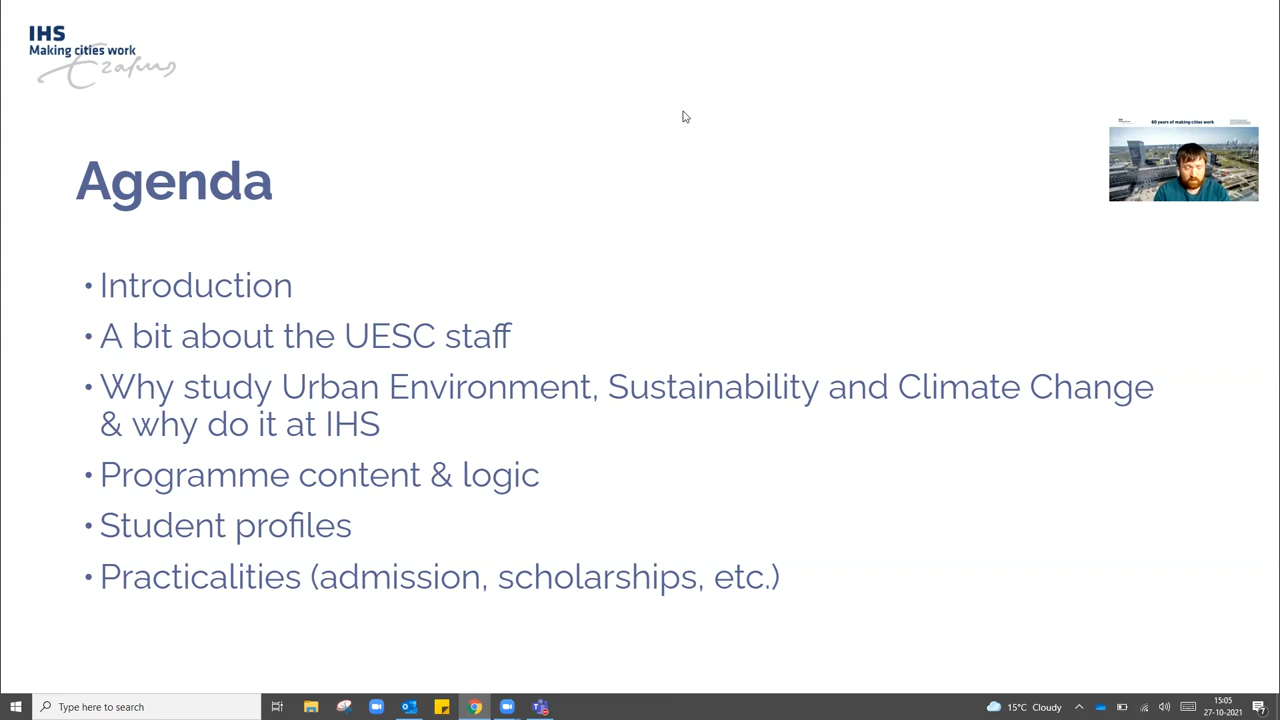 IHS
Making cities work
Erasmus
60 years of making cities work
Agenda
• Introduction
• A bit about the UESC staff
• Why study Urban Environment, Sustainability and Climate Change
& why do it at IHS
• Programme content & logic
• Student profiles
• Practicalities (admission, scholarships, etc.)
Type here to search
15°C Cloudy
15:05
27-10-2021